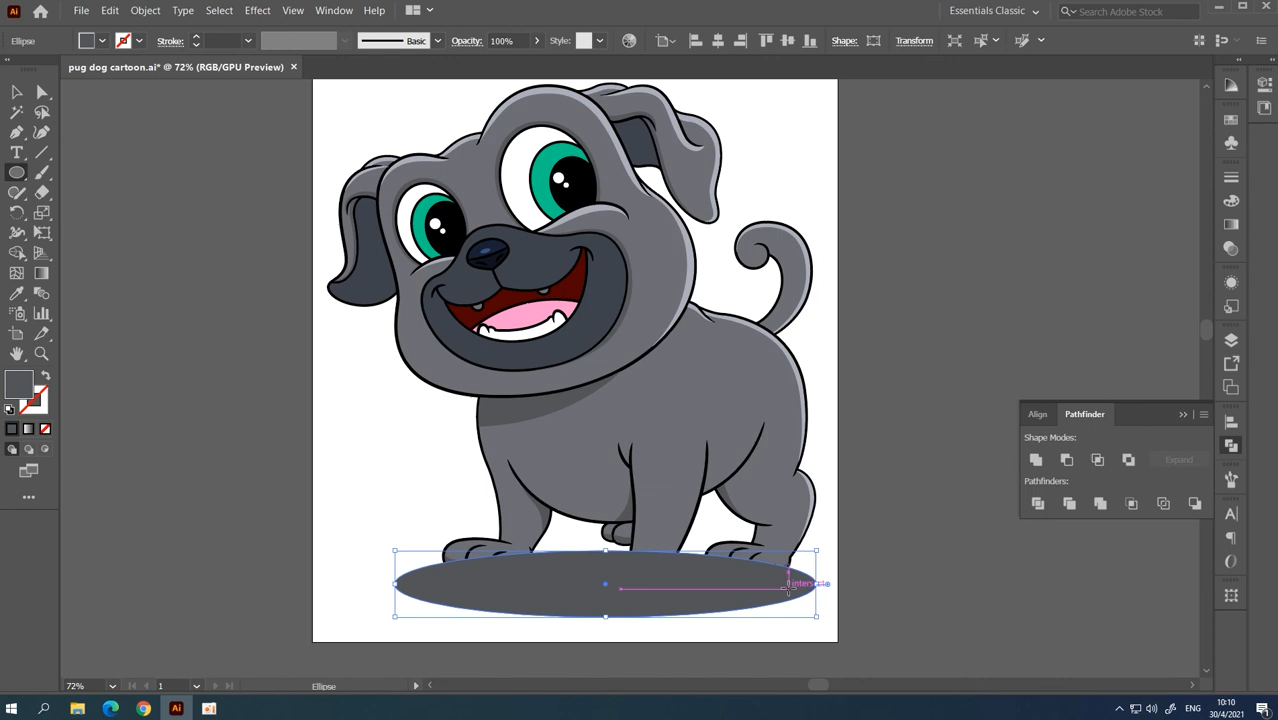 Ai File Edit Object Type Select Effect View Window Help Essentials Classic Search Adobe Stock
Ellipse Stroke: Basic Opacity: 100% Style: Shape: Transform
pug dog cartoon.ai* @ 72% (RGB/GPU Preview) ×
Align Pathfinder
Shape Modes:
Expand
Pathfinders:
72% 1 Ellipse
Ai ENG 10:10
30/4/2021